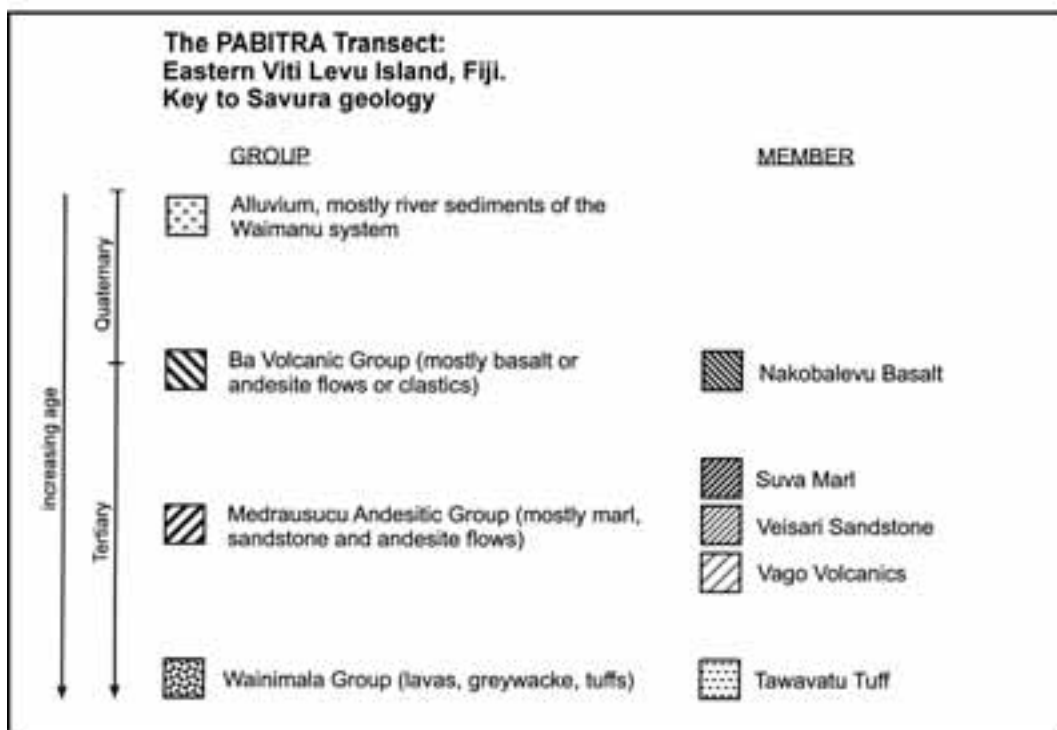 The PABITRA Transect:
Eastern Viti Levu Island, Fiji.
Key to Savura geology
GROUP
MEMBER
increasing age
Quaternary
Tertiary
Alluvium, mostly river sediments of the
Waimanu system
Ba Volcanic Group (mostly basalt or
andesite flows or clastics)
Nakobalevu Basalt
Medrausucu Andesitic Group (mostly marl,
sandstone and andesite flows)
Suva Marl
Veisari Sandstone
Vago Volcanics
Wainimala Group (lavas, greywacke, tuffs)
Tawavatu Tuff